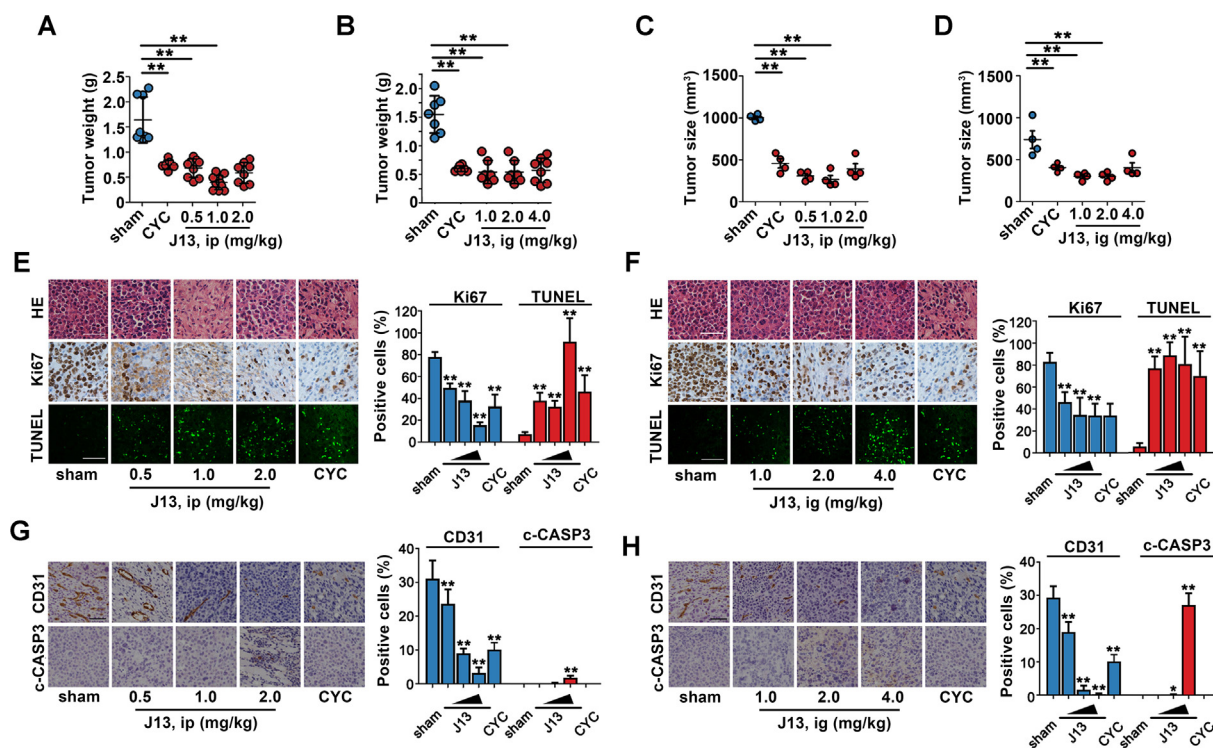 A
**
**
**
Tumor weight (g)
2.5
2.0
1.5
1.0
0.5
0
sham
CYC
0.5 1.0 2.0
J13, ip (mg/kg)
B
**
**
**
Tumor weight (g)
2.0
1.5
1.0
0.5
0
sham
CYC
1.0 2.0 4.0
J13, ig (mg/kg)
C
**
**
**
Tumor size (mm³)
1500
1000
500
0
sham
CYC
0.5 1.0 2.0
J13, ip (mg/kg)
D
**
**
**
Tumor size (mm³)
1500
1000
500
0
sham
CYC
1.0 2.0 4.0
J13, ig (mg/kg)
E
HE
Ki67
TUNEL
sham 0.5 1.0 2.0 CYC
J13, ip (mg/kg)
Ki67 TUNEL
Positive cells (%)
120
100
80
60
40
20
0
** ** ** ** ** ** ** **
sham J13 CYC sham J13 CYC
F
HE
Ki67
TUNEL
sham 1.0 2.0 4.0 CYC
J13, ig (mg/kg)
Ki67 TUNEL
Positive cells (%)
120
100
80
60
40
20
0
** ** ** ** ** ** **
sham J13 CYC sham J13 CYC
G
CD31
c-CASP3
sham 0.5 1.0 2.0 CYC
J13, ip (mg/kg)
CD31 c-CASP3
Positive cells (%)
40
30
20
10
0
** ** ** ** **
sham J13 CYC sham J13 CYC
H
CD31
c-CASP3
sham 1.0 2.0 4.0 CYC
J13, ig (mg/kg)
CD31 c-CASP3
Positive cells (%)
40
30
20
10
0
** ** ** ** * **
sham J13 CYC sham J13 CYC